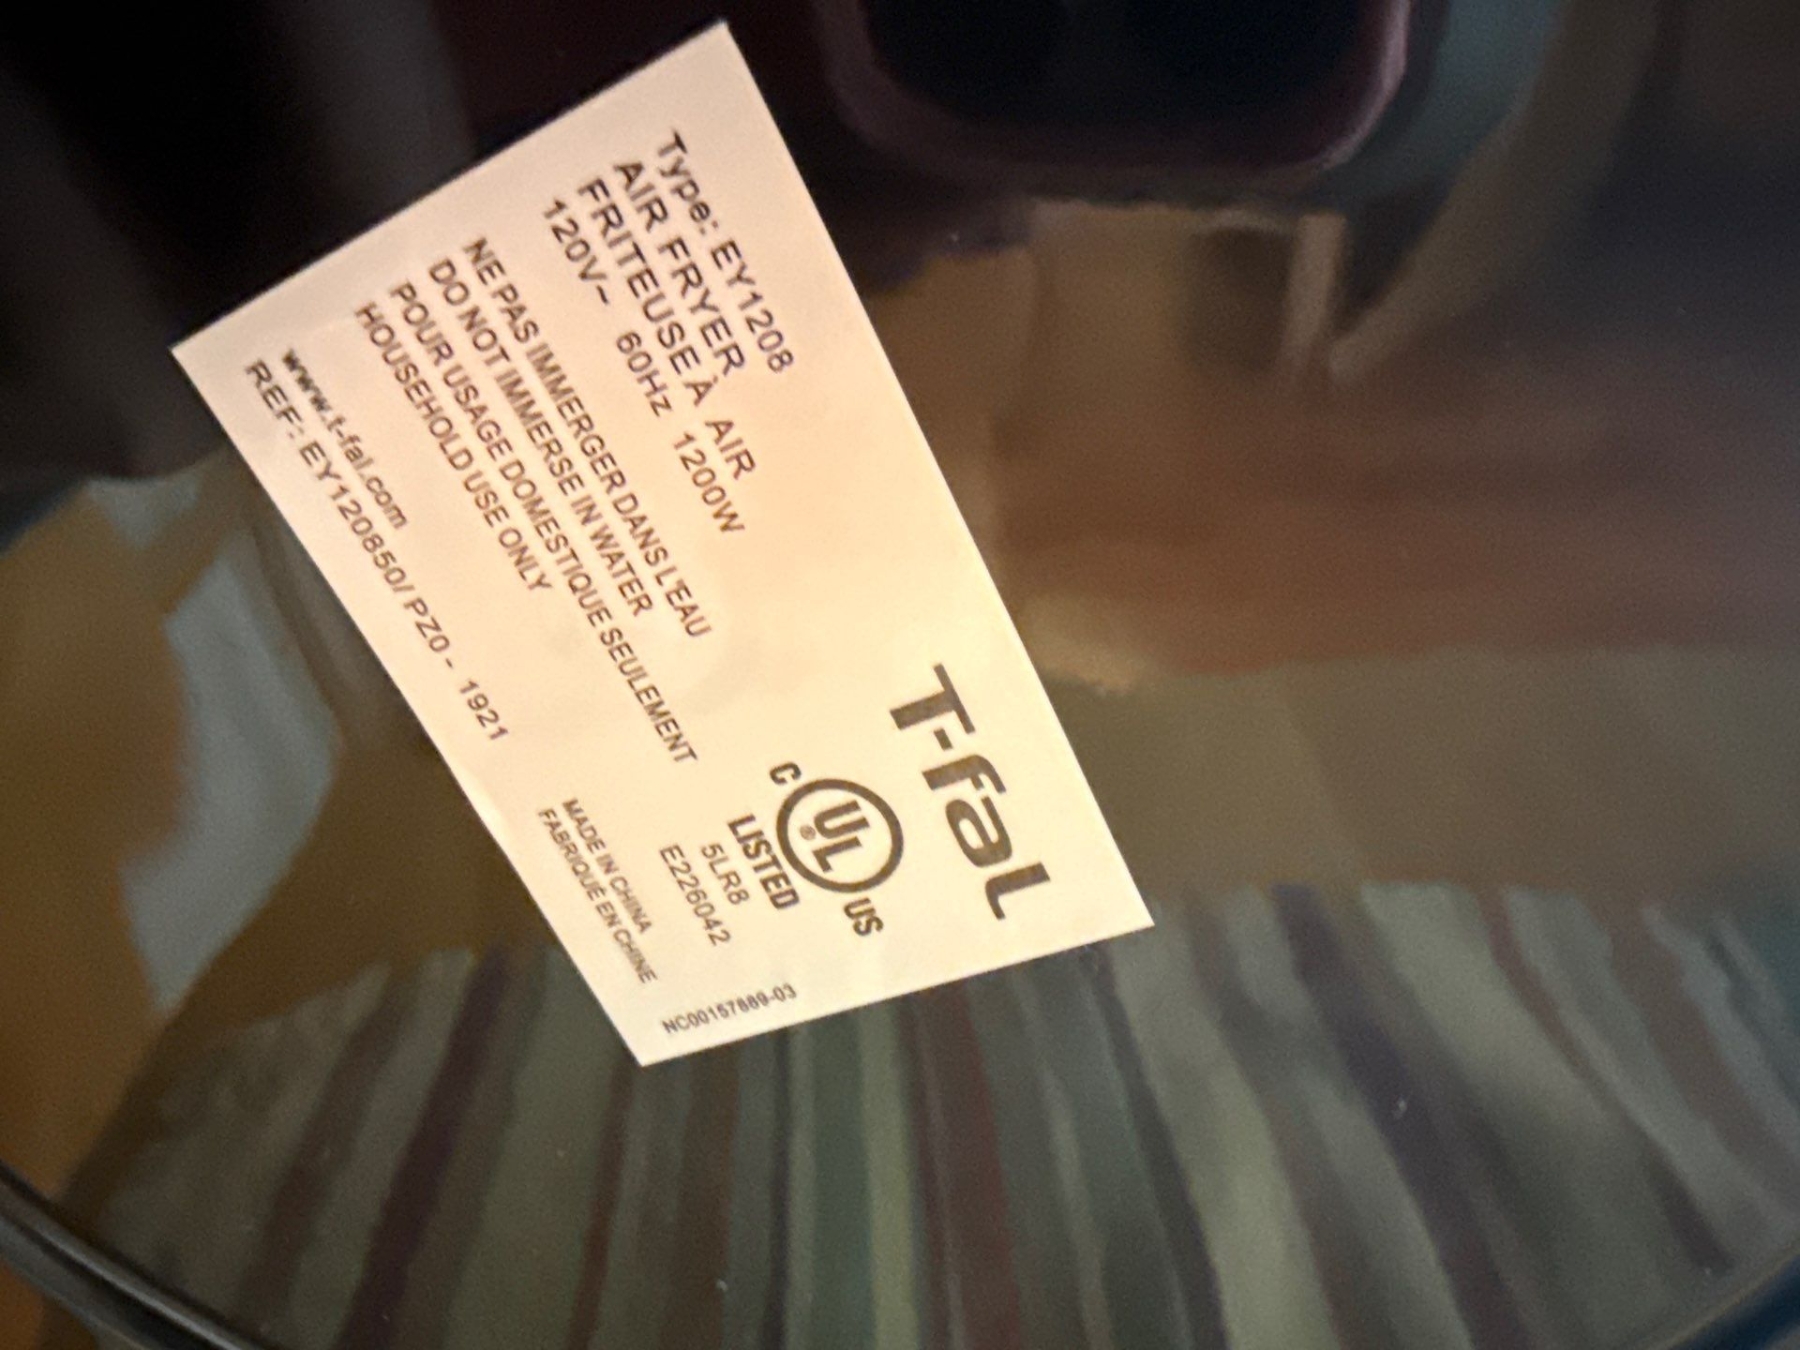 Type: EY1208
AIR FRYER
FRITEUSE À AIR
120V~ 60Hz 1200W
NE PAS IMMERGER DANS L'EAU
DO NOT IMMERSE IN WATER
POUR USAGE DOMESTIQUE SEULEMENT
HOUSEHOLD USE ONLY
www.t-fal.com
REF: EY120850/ PZ0 - 1921
T-fal
C UL ® US
LISTED
5LR8
E226042
MADE IN CHINA
FABRIQUÉ EN CHINE
NC00157889-03